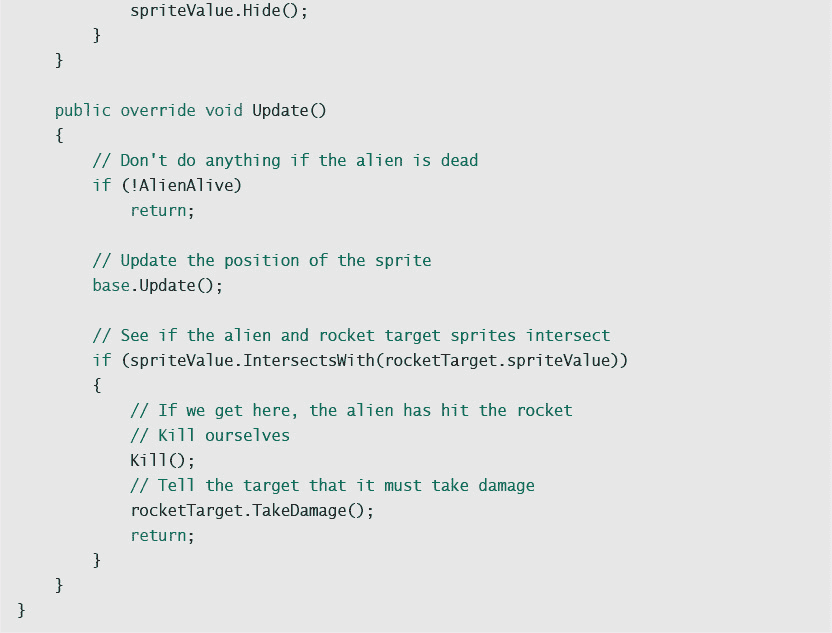 spriteValue.Hide();
        }
    }

    public override void Update()
    {
        // Don't do anything if the alien is dead
        if (!AlienAlive)
            return;

        // Update the position of the sprite
        base.Update();

        // See if the alien and rocket target sprites intersect
        if (spriteValue.IntersectsWith(rocketTarget.spriteValue))
        {
            // If we get here, the alien has hit the rocket
            // Kill ourselves
            Kill();
            // Tell the target that it must take damage
            rocketTarget.TakeDamage();
            return;
        }
    }
}